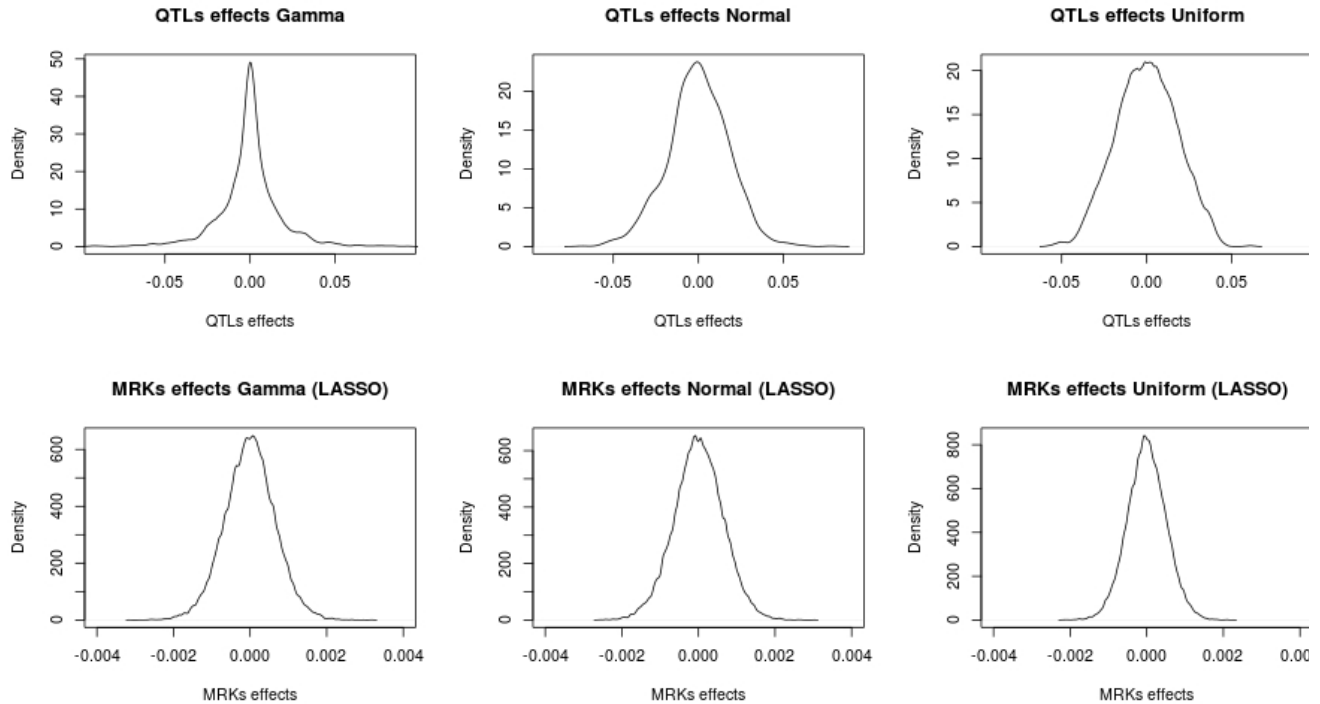 QTLs effects Gamma
QTLs effects Normal
QTLs effects Uniform
Density
0 10 20 30 40 50
-0.05 0.00 0.05
QTLs effects
Density
0 5 10 15 20
-0.05 0.00 0.05
QTLs effects
Density
0 5 10 15 20
-0.05 0.00 0.05
QTLs effects
MRKs effects Gamma (LASSO)
MRKs effects Normal (LASSO)
MRKs effects Uniform (LASSO)
Density
0 200 400 600
-0.004 -0.002 0.000 0.002 0.004
MRKs effects
Density
0 200 400 600
-0.004 -0.002 0.000 0.002 0.004
MRKs effects
Density
0 200 400 600 800
-0.004 -0.002 0.000 0.002 0.00
MRKs effects